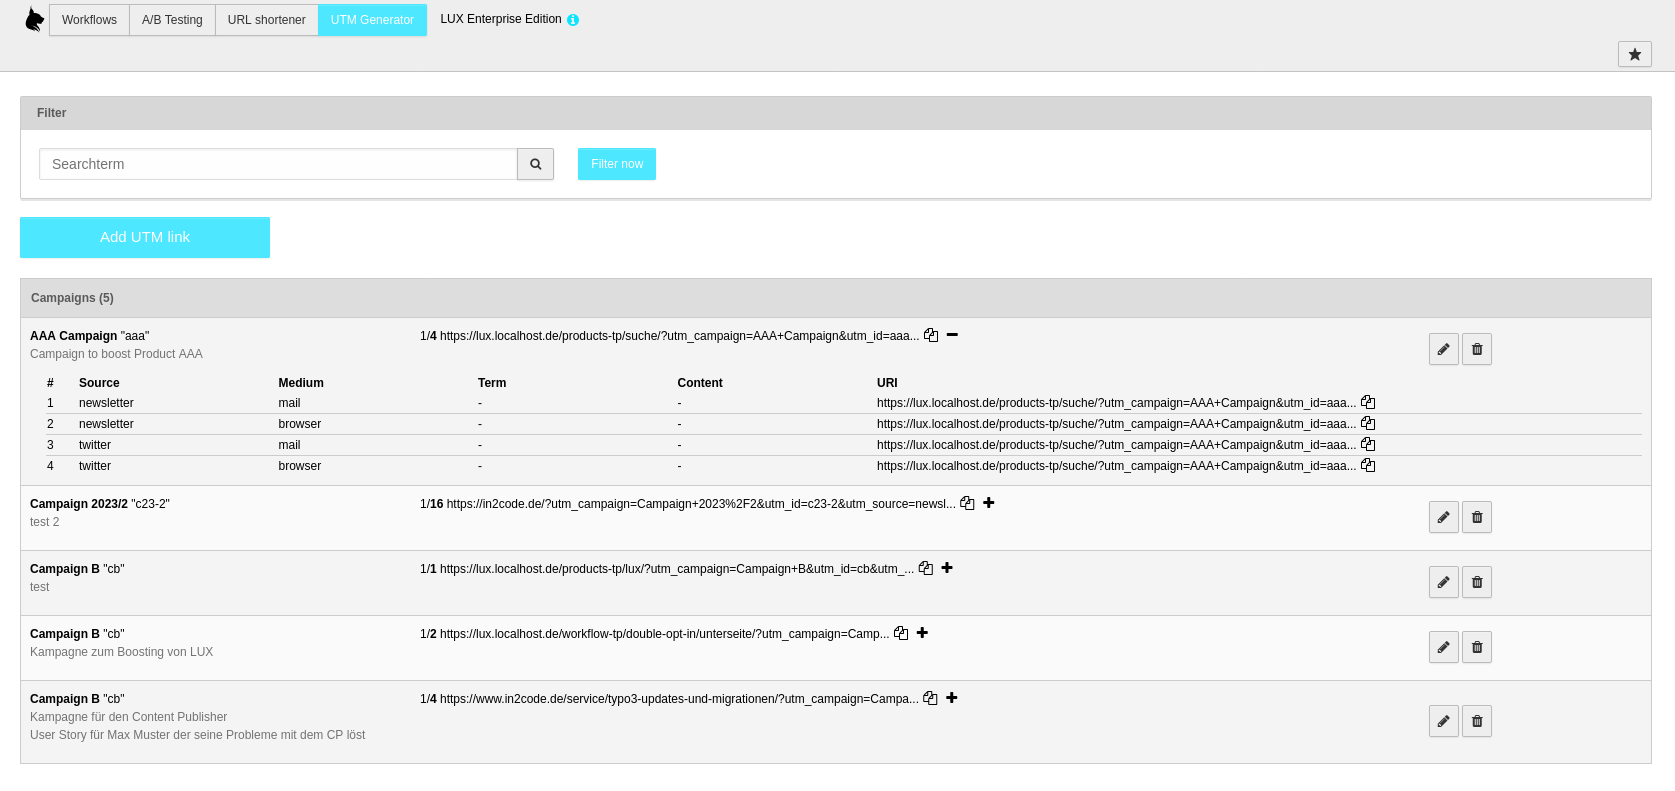 Workflows A/B Testing URL shortener UTM Generator LUX Enterprise Edition
Filter
Searchterm Filter now
Add UTM link
Campaigns (5)
AAA Campaign "aaa" 1/4 https://lux.localhost.de/products-tp/suche/?utm_campaign=AAA+Campaign&utm_id=aaa...
Campaign to boost Product AAA
# Source Medium Term Content URI
1 newsletter mail - - https://lux.localhost.de/products-tp/suche/?utm_campaign=AAA+Campaign&utm_id=aaa...
2 newsletter browser - - https://lux.localhost.de/products-tp/suche/?utm_campaign=AAA+Campaign&utm_id=aaa...
3 twitter mail - - https://lux.localhost.de/products-tp/suche/?utm_campaign=AAA+Campaign&utm_id=aaa...
4 twitter browser - - https://lux.localhost.de/products-tp/suche/?utm_campaign=AAA+Campaign&utm_id=aaa...
Campaign 2023/2 "c23-2" 1/16 https://in2code.de/?utm_campaign=Campaign+2023%2F2&utm_id=c23-2&utm_source=newsl...
test 2
Campaign B "cb" 1/1 https://lux.localhost.de/products-tp/lux/?utm_campaign=Campaign+B&utm_id=cb&utm_...
test
Campaign B "cb" 1/2 https://lux.localhost.de/workflow-tp/double-opt-in/unterseite/?utm_campaign=Camp...
Kampagne zum Boosting von LUX
Campaign B "cb" 1/4 https://www.in2code.de/service/typo3-updates-und-migrationen/?utm_campaign=Campa...
Kampagne für den Content Publisher
User Story für Max Muster der seine Probleme mit dem CP löst